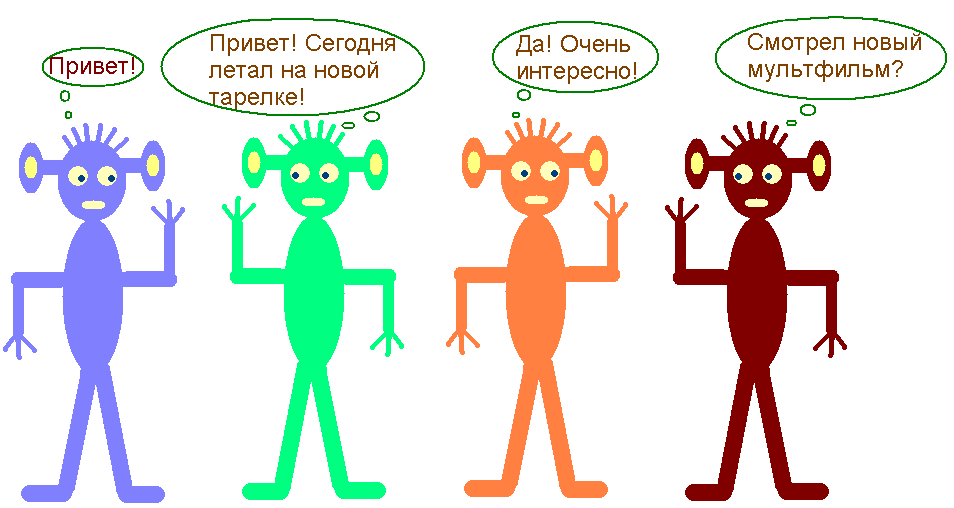 Привет!
Привет! Сегодня
летал на новой
тарелке!
Да! Очень
интересно!
Смотрел новый
мультфильм?